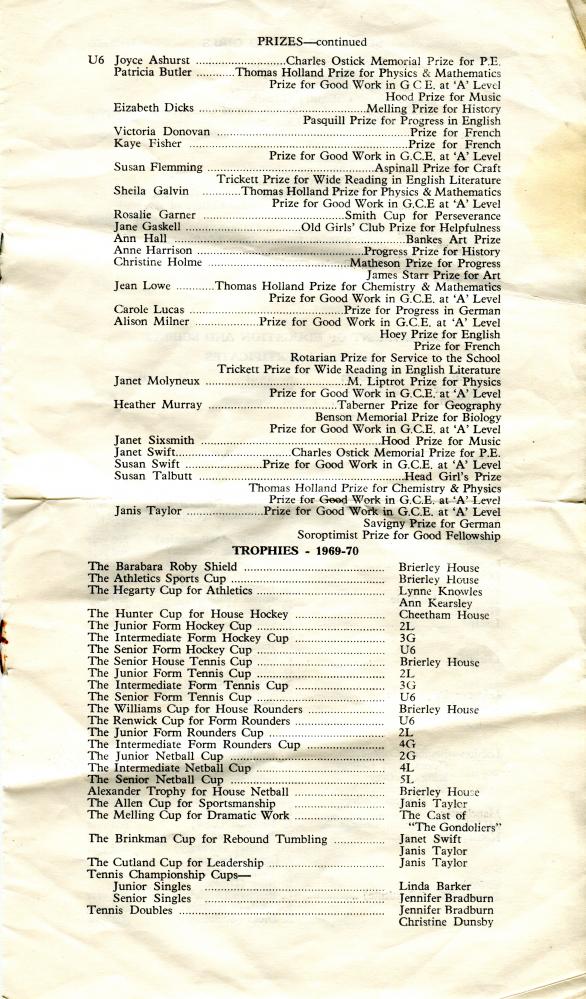 PRIZES—continued
U6 Joyce Ashurst ............................Charles Ostick Memorial Prize for P.E.
Patricia Butler ...........Thomas Holland Prize for Physics & Mathematics
Prize for Good Work in G C E. at 'A' Level
Hood Prize for Music
Eizabeth Dicks ..............................................Melling Prize for History
Pasquill Prize for Progress in English
Victoria Donovan ......................................................Prize for French
Kaye Fisher ..............................................................Prize for French
Prize for Good Work in G.C.E. at 'A' Level
Susan Flemming ..............................................Aspinall Prize for Craft
Trickett Prize for Wide Reading in English Literature
Sheila Galvin ...........Thomas Holland Prize for Physics & Mathematics
Prize for Good Work in G.C.E at 'A' Level
Rosalie Garner ......................................Smith Cup for Perseverance
Jane Gaskell ............................Old Girls' Club Prize for Helpfulness
Ann Hall ................................................................Bankes Art Prize
Anne Harrison ..............................................Progress Prize for History
Christine Holme ......................................Matheson Prize for Progress
James Starr Prize for Art
Jean Lowe ...........Thomas Holland Prize for Chemistry & Mathematics
Prize for Good Work in G.C.E. at 'A' Level
Carole Lucas ..........................................Prize for Progress in German
Alison Milner .................Prize for Good Work in G.C.E. at 'A' Level
Hoey Prize for English
Prize for French
Rotarian Prize for Service to the School
Trickett Prize for Wide Reading in English Literature
Janet Molyneux ......................................M. Liptrot Prize for Physics
Prize for Good Work in G.C.E. at 'A' Level
Heather Murray ....................................Taberner Prize for Geography
Benson Memorial Prize for Biology
Prize for Good Work in G.C.E. at 'A' Level
Janet Sixsmith ..................................................Hood Prize for Music
Janet Swift...............................Charles Ostick Memorial Prize for P.E.
Susan Swift .....................Prize for Good Work in G.C.E. at 'A' Level
Susan Talbutt ......................................................Head Girl's Prize
Thomas Holland Prize for Chemistry & Physics
Prize for Good Work in G.C.E. at 'A' Level
Janis Taylor .....................Prize for Good Work in G.C.E. at 'A' Level
Savigny Prize for German
Soroptimist Prize for Good Fellowship
TROPHIES - 1969-70
The Barabara Roby Shield ........................................ Brierley House
The Athletics Sports Cup ........................................ Brierley House
The Hegarty Cup for Athletics .................................. Lynne Knowles
Ann Kearsley
The Hunter Cup for House Hockey .......................... Cheetham House
The Junior Form Hockey Cup .................................. 2L
The Intermediate Form Hockey Cup ........................ 3G
The Senior Form Hockey Cup .................................. U6
The Senior House Tennis Cup .................................. Brierley House
The Junior Form Tennis Cup .................................... 2L
The Intermediate Form Tennis Cup .......................... 3G
The Senior Form Tennis Cup .................................... U6
The Williams Cup for House Rounders .................... Brierley House
The Renwick Cup for Form Rounders ...................... U6
The Junior Form Rounders Cup ................................ 2L
The Intermediate Form Rounders Cup .................... 4G
The Junior Netball Cup ............................................ 2G
The Intermediate Netball Cup .................................. 4L
The Senior Netball Cup ............................................ 5L
Alexander Trophy for House Netball ........................ Brierley House
The Allen Cup for Sportsmanship ............................ Janis Taylor
The Melling Cup for Dramatic Work ........................ The Cast of
"The Gondoliers"
The Brinkman Cup for Rebound Tumbling .............. Janet Swift
Janis Taylor
The Cutland Cup for Leadership .............................. Janis Taylor
Tennis Championship Cups—
Junior Singles .................................................. Linda Barker
Senior Singles .................................................. Jennifer Bradburn
Tennis Doubles ........................................................ Jennifer Bradburn
Christine Dunsby